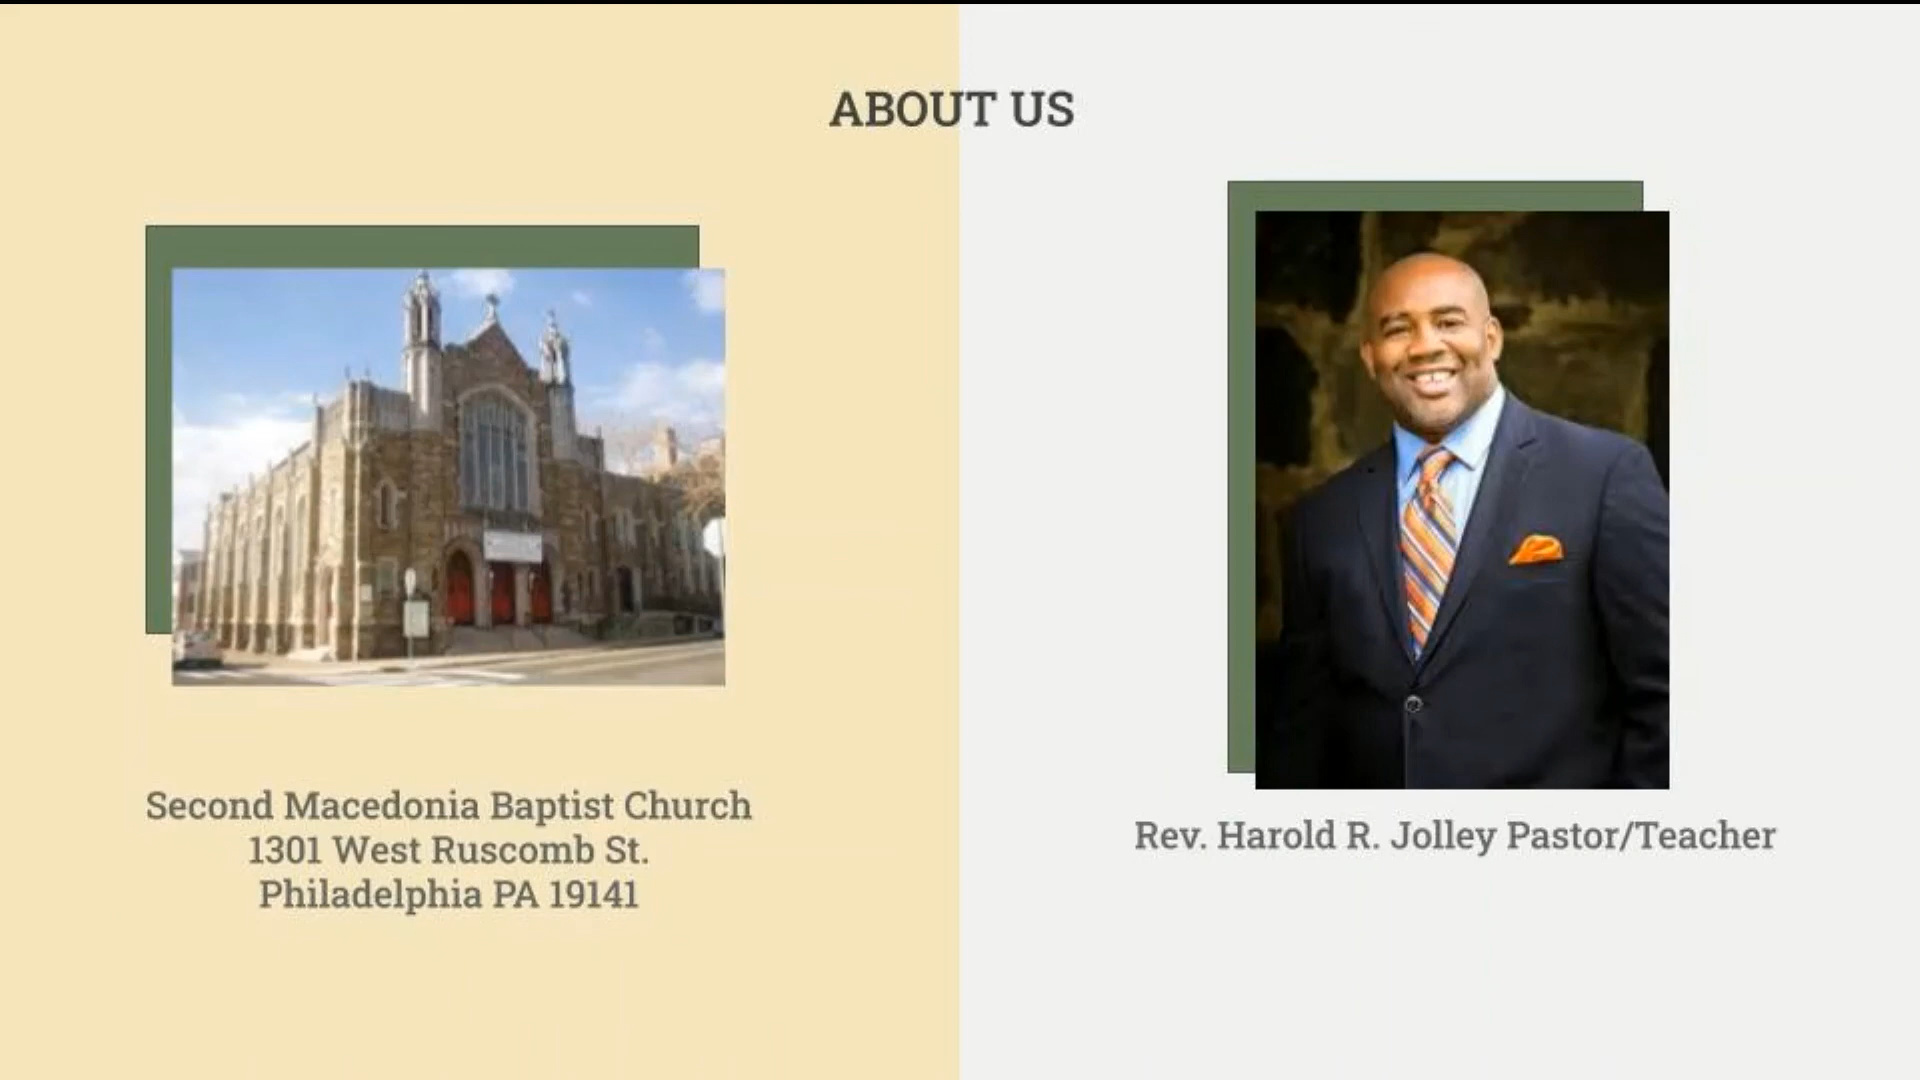 ABOUT US
Second Macedonia Baptist Church
1301 West Ruscomb St.
Philadelphia PA 19141
Rev. Harold R. Jolley Pastor/Teacher